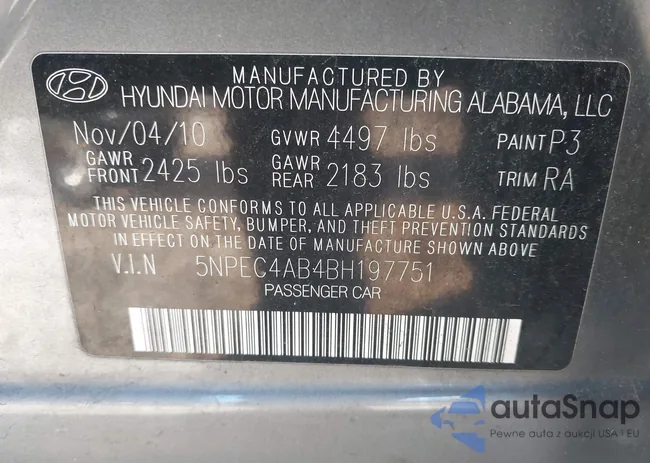 MANUFACTURED BY
HYUNDAI MOTOR MANUFACTURING ALABAMA, LLC
Nov/04/10 GVWR 4497 lbs PAINT P3
GAWR FRONT 2425 lbs GAWR REAR 2183 lbs TRIM RA
THIS VEHICLE CONFORMS TO ALL APPLICABLE U.S.A. FEDERAL
MOTOR VEHICLE SAFETY, BUMPER, AND THEFT PREVENTION STANDARDS
IN EFFECT ON THE DATE OF MANUFACTURE SHOWN ABOVE
V.I.N 5NPEC4AB4BH197751
PASSENGER CAR
autaSnap
Pewne auta z aukcji USA i EU